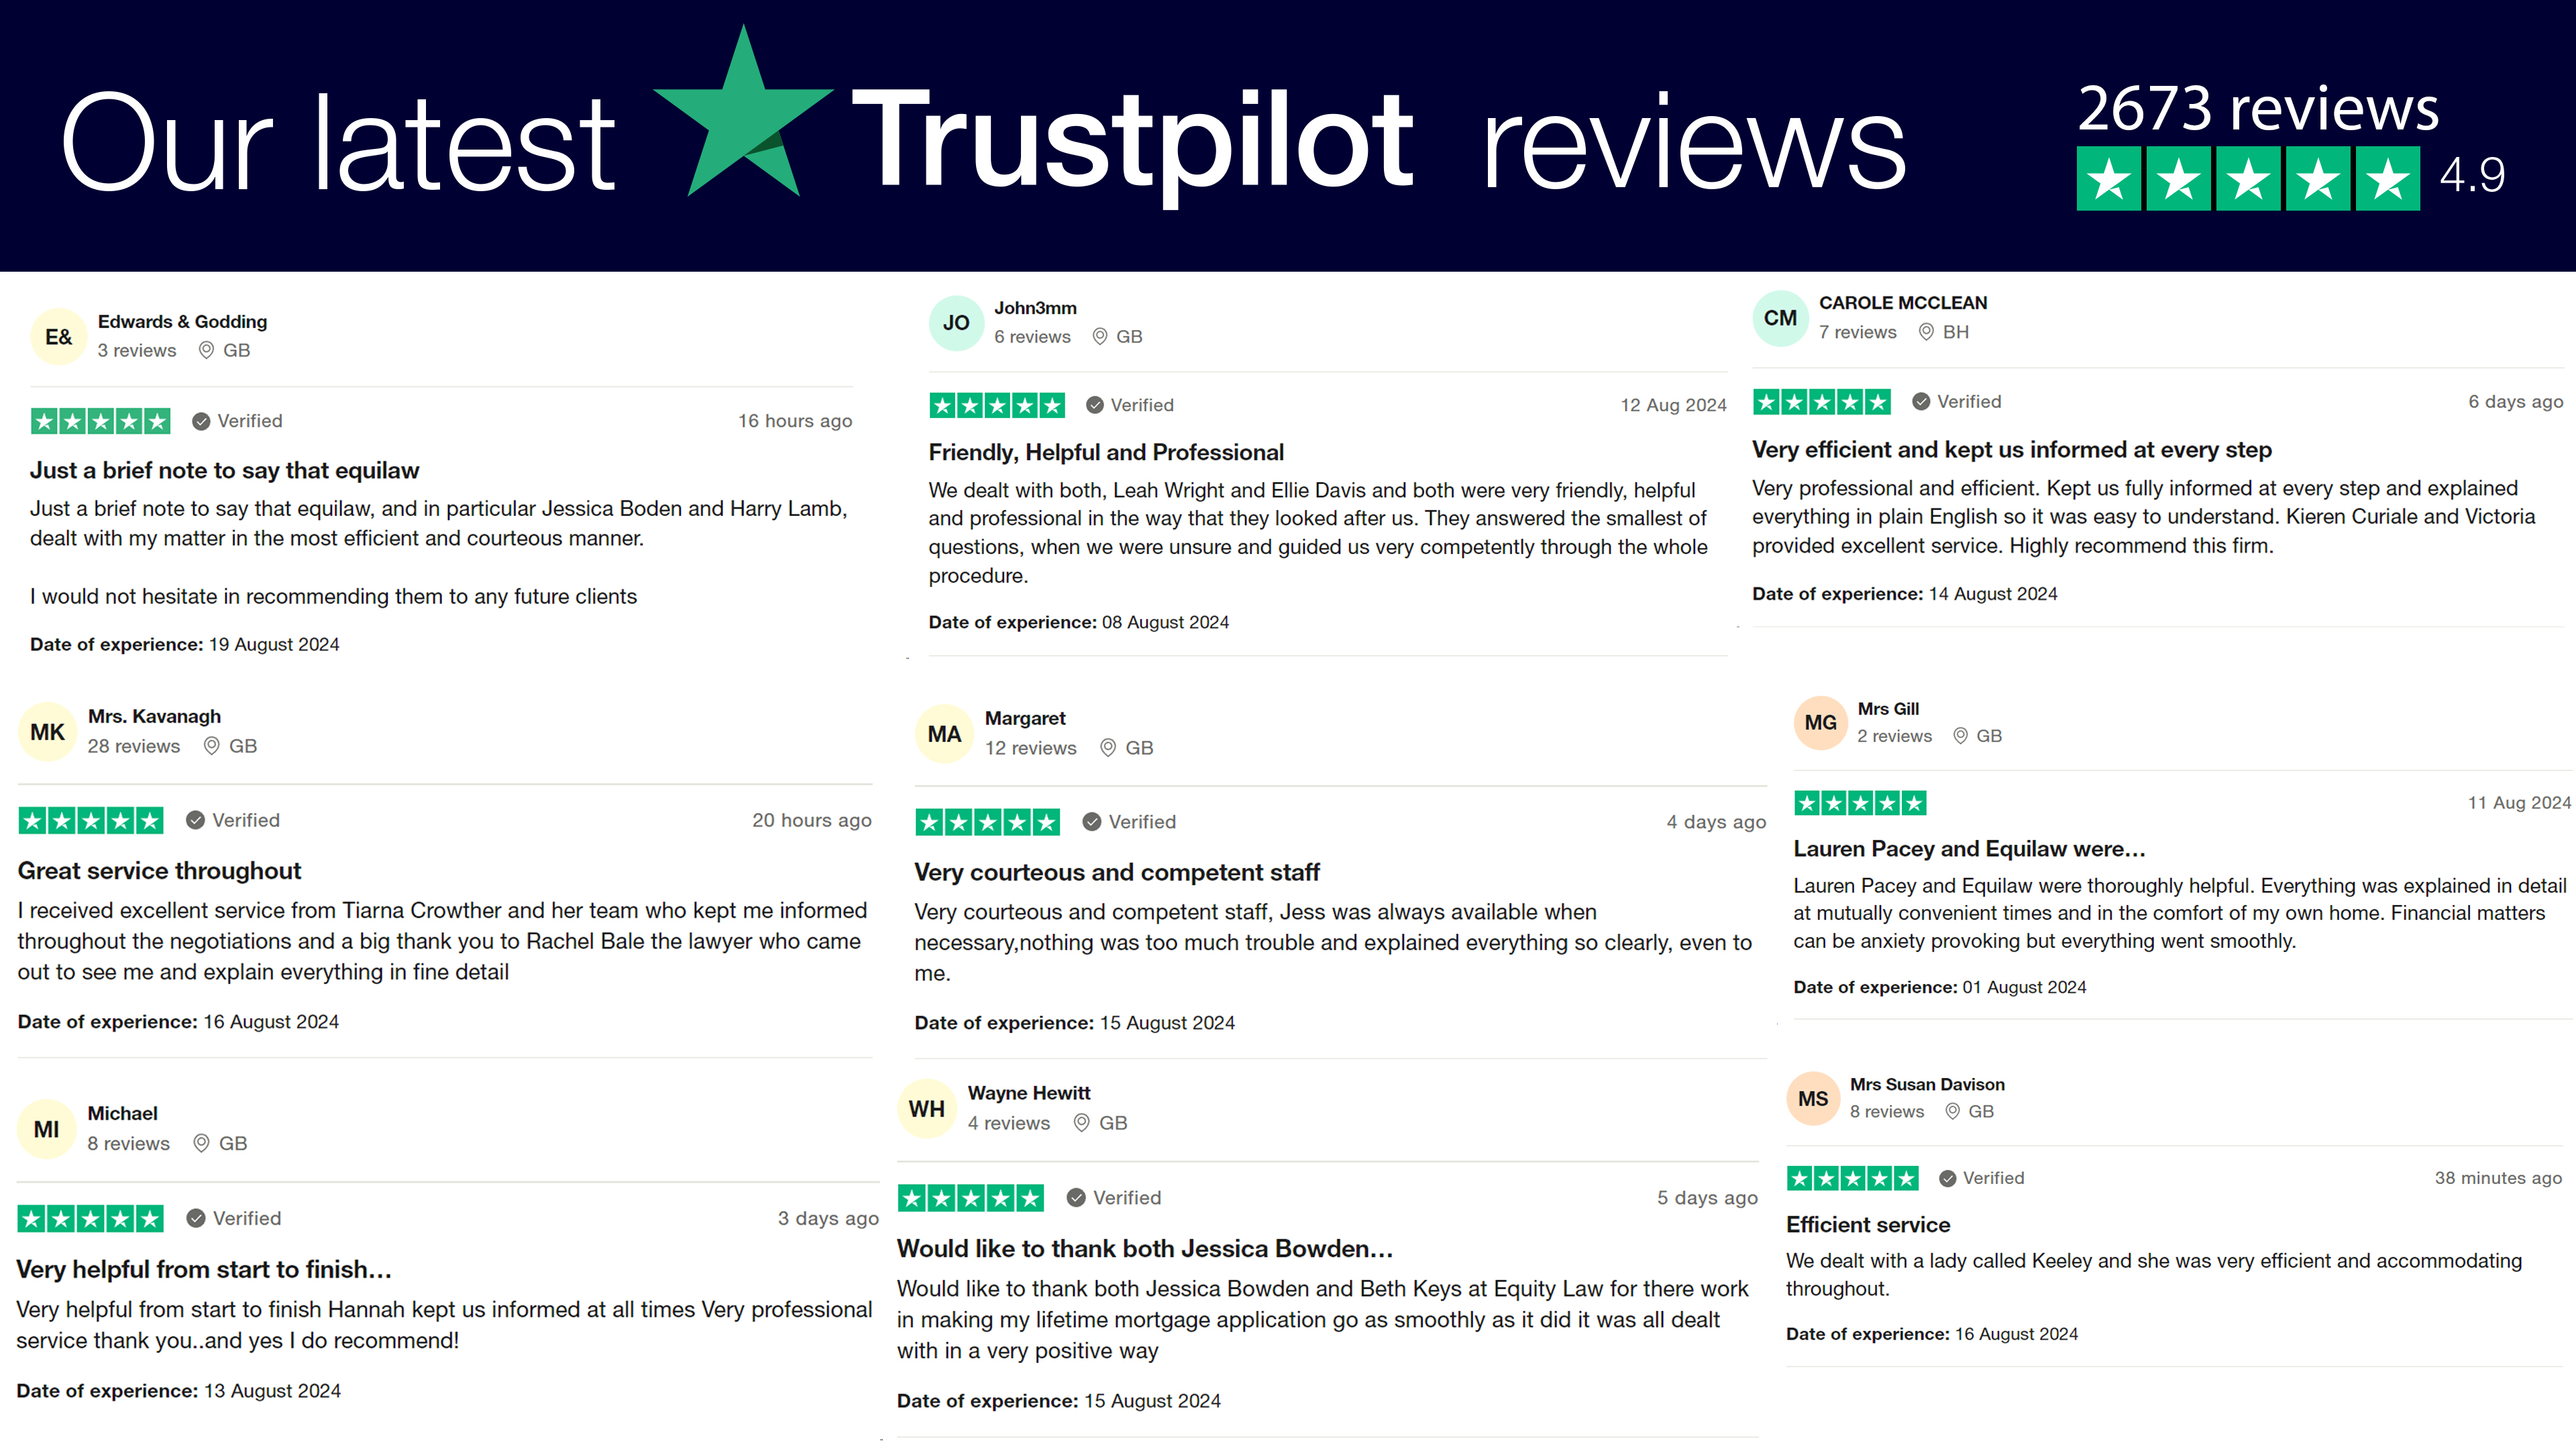 Our latest Trustpilot reviews
2673 reviews
4.9
E&
Edwards & Godding
3 reviews GB
Verified
16 hours ago
Just a brief note to say that equilaw
Just a brief note to say that equilaw, and in particular Jessica Boden and Harry Lamb,
dealt with my matter in the most efficient and courteous manner.
I would not hesitate in recommending them to any future clients
Date of experience: 19 August 2024
JO
John3mm
6 reviews GB
Verified
12 Aug 2024
Friendly, Helpful and Professional
We dealt with both, Leah Wright and Ellie Davis and both were very friendly, helpful
and professional in the way that they looked after us. They answered the smallest of
questions, when we were unsure and guided us very competently through the whole
procedure.
Date of experience: 08 August 2024
CM
CAROLE MCCLEAN
7 reviews BH
Verified
6 days ago
Very efficient and kept us informed at every step
Very professional and efficient. Kept us fully informed at every step and explained
everything in plain English so it was easy to understand. Kieren Curiale and Victoria
provided excellent service. Highly recommend this firm.
Date of experience: 14 August 2024
MK
Mrs. Kavanagh
28 reviews GB
Verified
20 hours ago
Great service throughout
I received excellent service from Tiarna Crowther and her team who kept me informed
throughout the negotiations and a big thank you to Rachel Bale the lawyer who came
out to see me and explain everything in fine detail
Date of experience: 16 August 2024
MA
Margaret
12 reviews GB
Verified
4 days ago
Very courteous and competent staff
Very courteous and competent staff, Jess was always available when
necessary,nothing was too much trouble and explained everything so clearly, even to
me.
Date of experience: 15 August 2024
MG
Mrs Gill
2 reviews GB
11 Aug 2024
Lauren Pacey and Equilaw were…
Lauren Pacey and Equilaw were thoroughly helpful. Everything was explained in detail
at mutually convenient times and in the comfort of my own home. Financial matters
can be anxiety provoking but everything went smoothly.
Date of experience: 01 August 2024
MI
Michael
8 reviews GB
Verified
3 days ago
Very helpful from start to finish…
Very helpful from start to finish Hannah kept us informed at all times Very professional
service thank you..and yes I do recommend!
Date of experience: 13 August 2024
WH
Wayne Hewitt
4 reviews GB
Verified
5 days ago
Would like to thank both Jessica Bowden…
Would like to thank both Jessica Bowden and Beth Keys at Equity Law for there work
in making my lifetime mortgage application go as smoothly as it did it was all dealt
with in a very positive way
Date of experience: 15 August 2024
MS
Mrs Susan Davison
8 reviews GB
Verified
38 minutes ago
Efficient service
We dealt with a lady called Keeley and she was very efficient and accommodating
throughout.
Date of experience: 16 August 2024